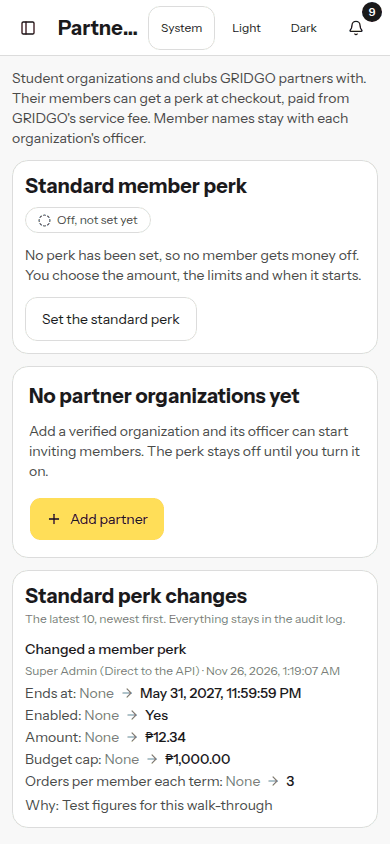 Partne...
System
Light
Dark
9
Student organizations and clubs GRIDGO partners with.
Their members can get a perk at checkout, paid from
GRIDGO's service fee. Member names stay with each
organization's officer.
Standard member perk
Off, not set yet
No perk has been set, so no member gets money off.
You choose the amount, the limits and when it starts.
Set the standard perk
No partner organizations yet
Add a verified organization and its officer can start
inviting members. The perk stays off until you turn it
on.
+ Add partner
Standard perk changes
The latest 10, newest first. Everything stays in the audit log.
Changed a member perk
Super Admin (Direct to the API) · Nov 26, 2026, 1:19:07 AM
Ends at: None → May 31, 2027, 11:59:59 PM
Enabled: None → Yes
Amount: None → ₱12.34
Budget cap: None → ₱1,000.00
Orders per member each term: None → 3
Why: Test figures for this walk-through